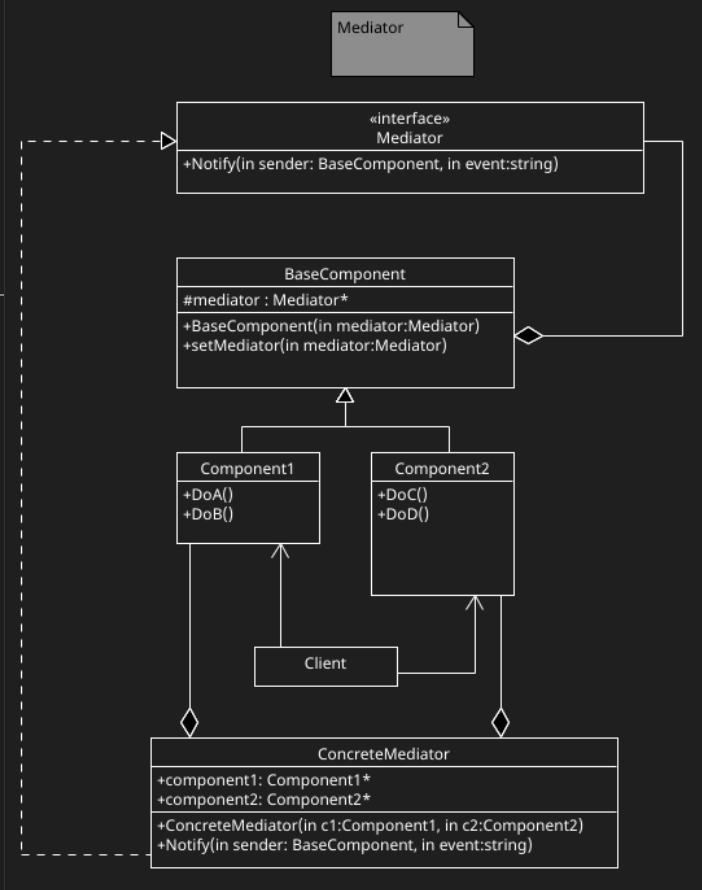 Mediator
«interface»
Mediator
+Notify(in sender: BaseComponent, in event:string)
BaseComponent
#mediator : Mediator*
+BaseComponent(in mediator:Mediator)
+setMediator(in mediator:Mediator)
Component1
+DoA()
+DoB()
Component2
+DoC()
+DoD()
Client
ConcreteMediator
+component1: Component1*
+component2: Component2*
+ConcreteMediator(in c1:Component1, in c2:Component2)
+Notify(in sender: BaseComponent, in event:string)